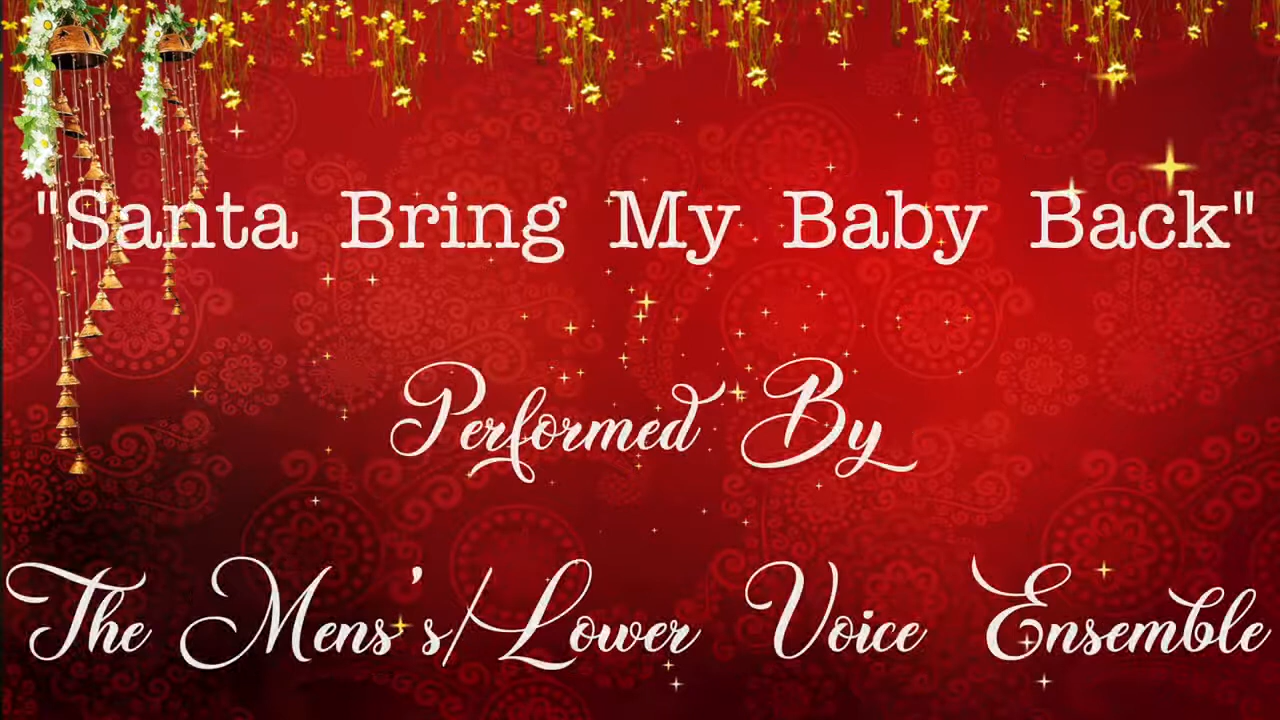 "Santa Bring My Baby Back"
Performed By
The Mens's/Lower Voice Ensemble